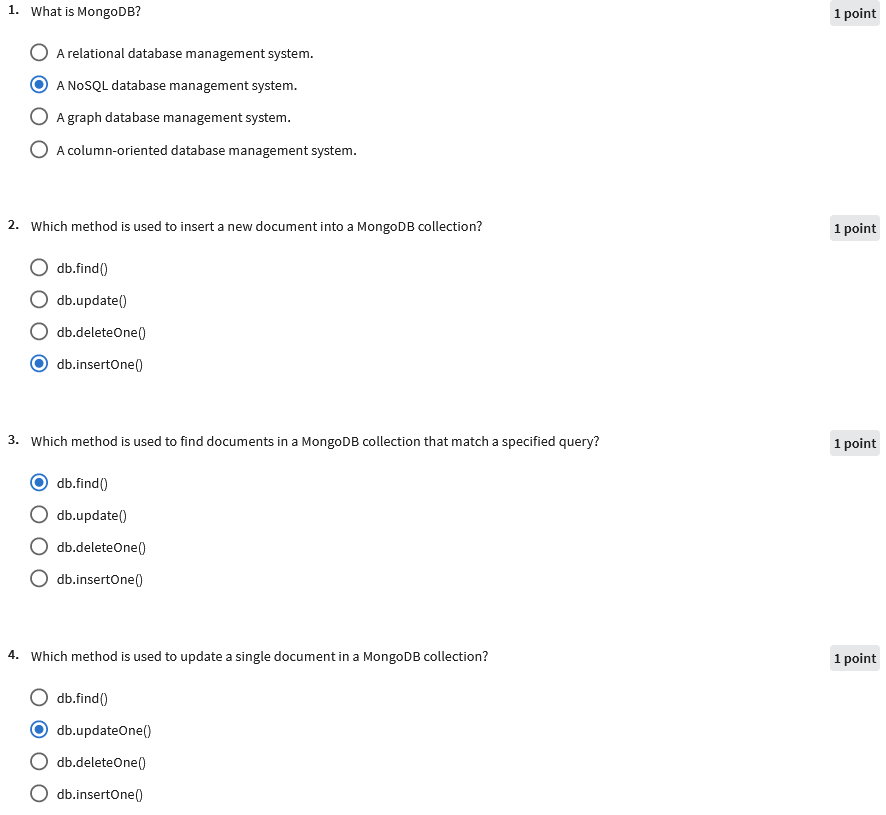 1. What is MongoDB?
1 point
A relational database management system.
A NoSQL database management system.
A graph database management system.
A column-oriented database management system.
2. Which method is used to insert a new document into a MongoDB collection?
1 point
db.find()
db.update()
db.deleteOne()
db.insertOne()
3. Which method is used to find documents in a MongoDB collection that match a specified query?
1 point
db.find()
db.update()
db.deleteOne()
db.insertOne()
4. Which method is used to update a single document in a MongoDB collection?
1 point
db.find()
db.updateOne()
db.deleteOne()
db.insertOne()